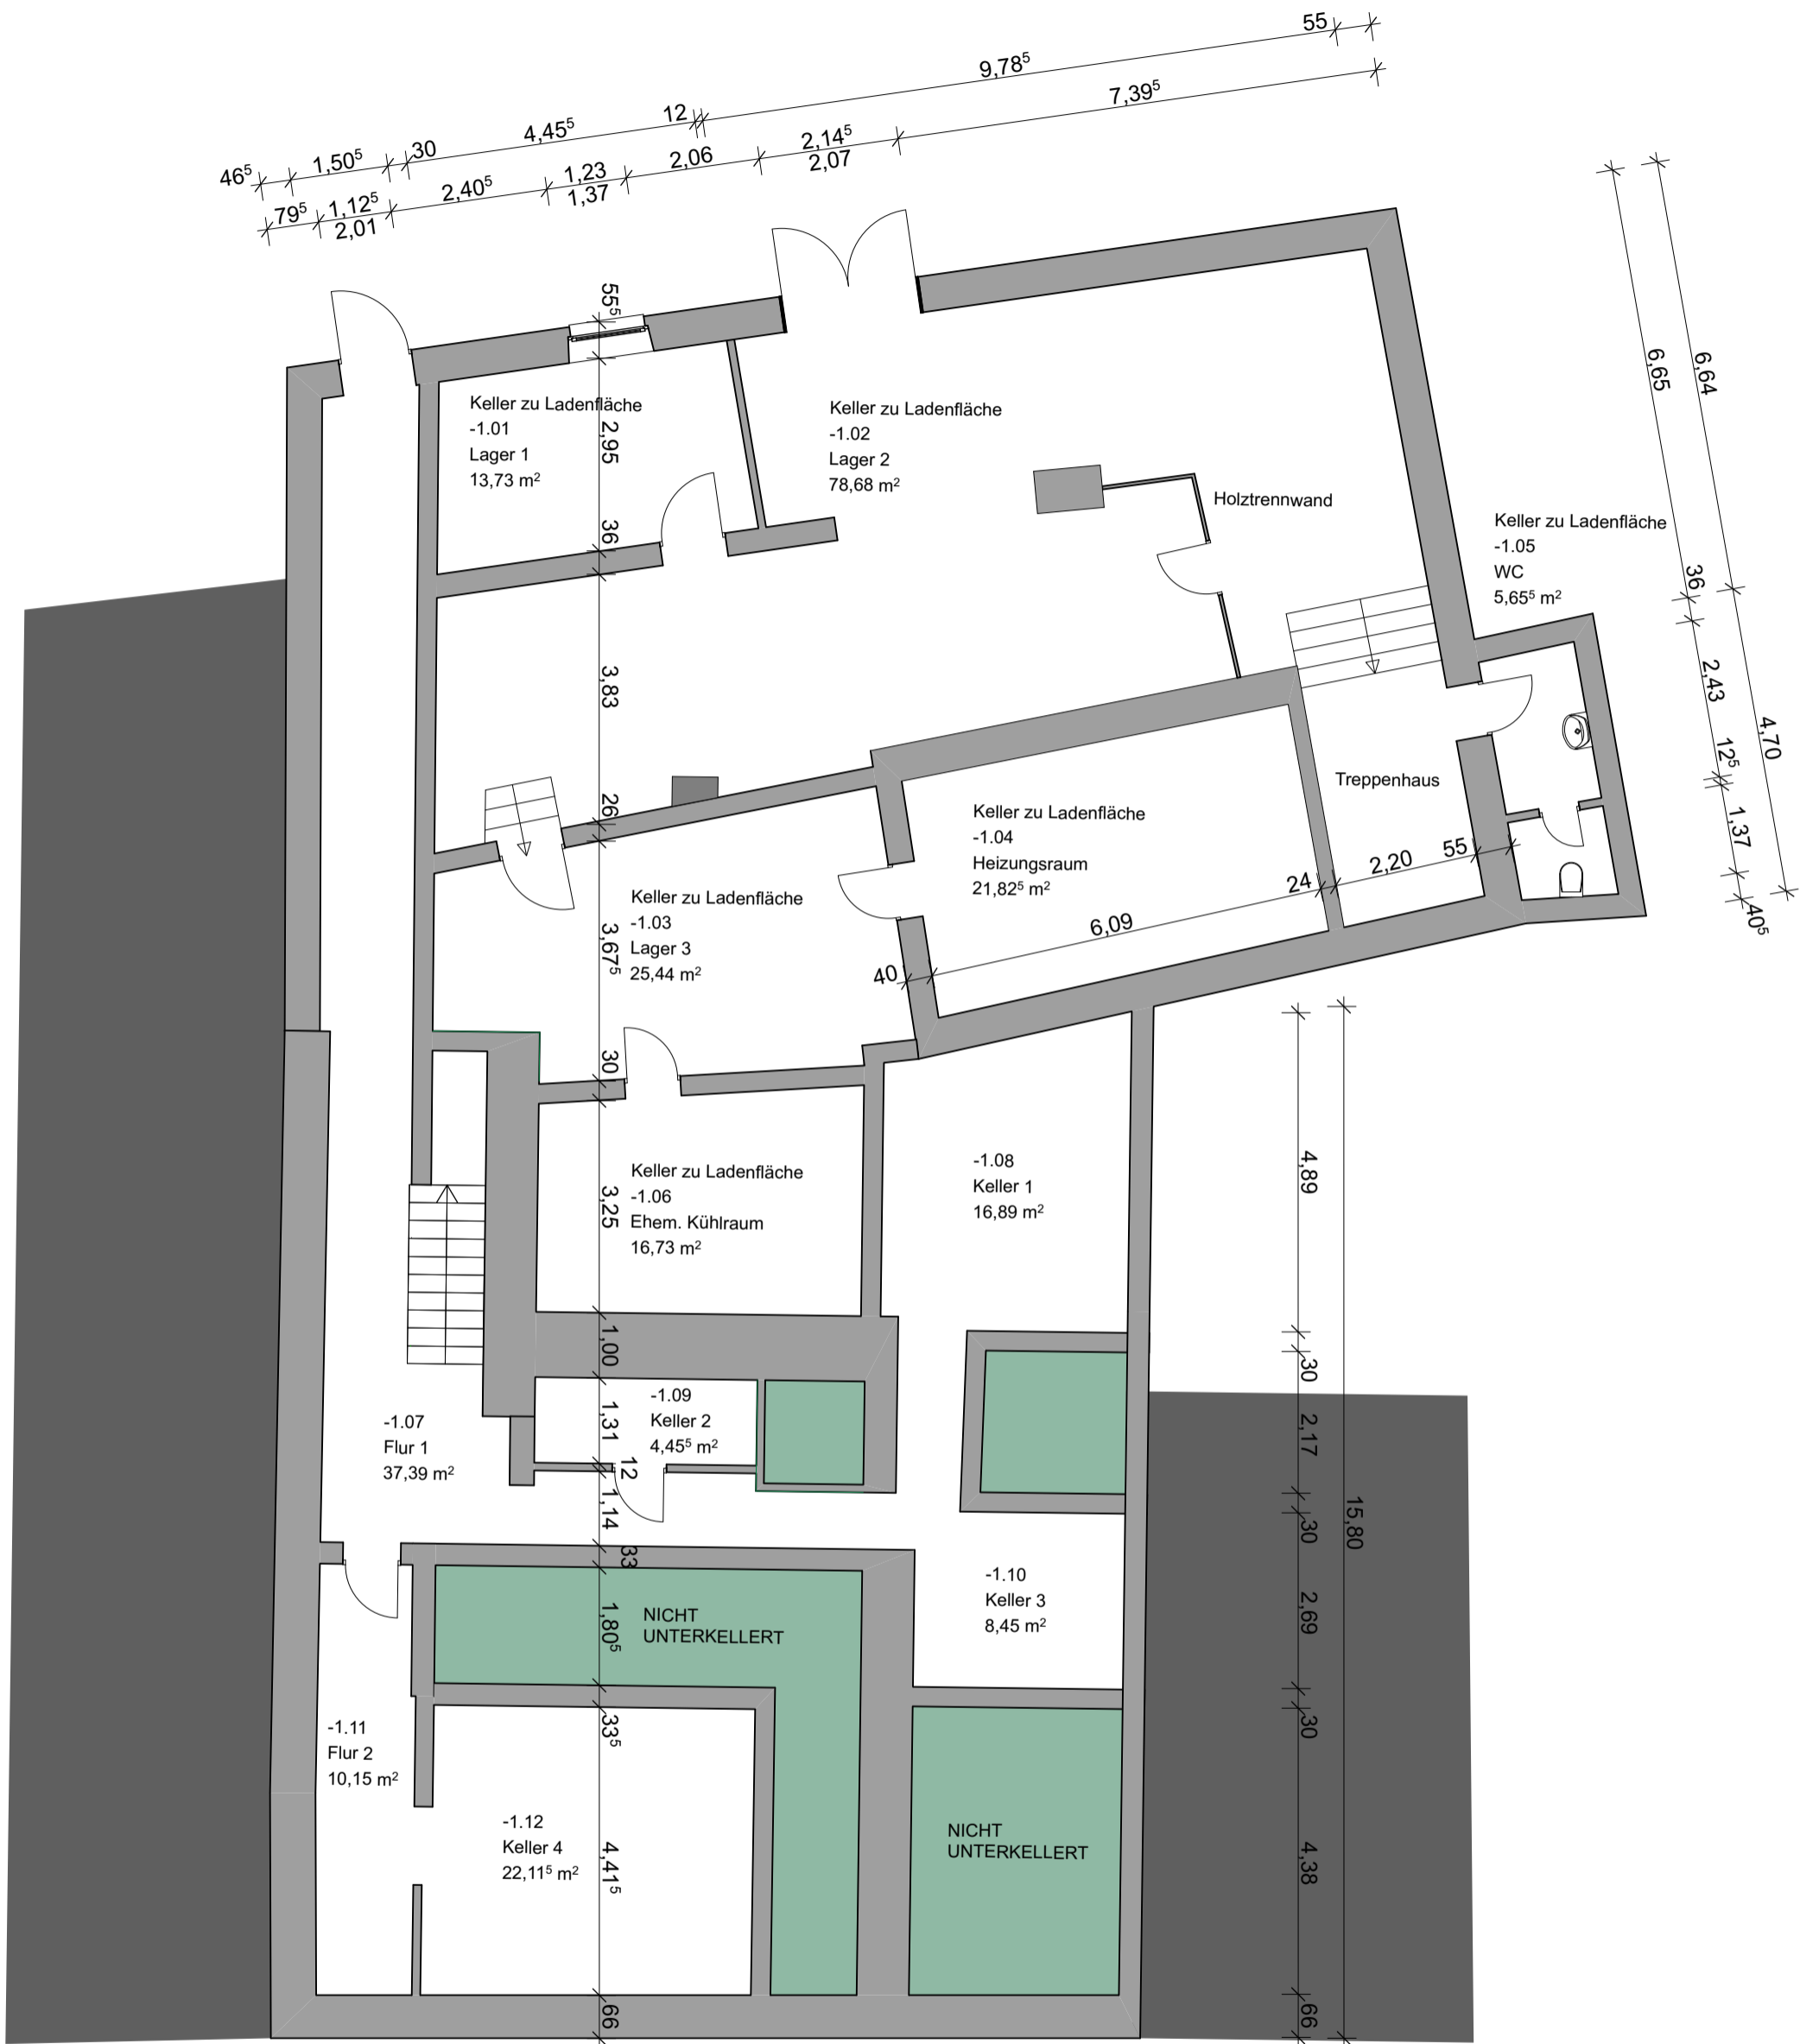 55
9,78⁵
7,39⁵
12
4,45⁵
2,14⁵
2,07
30
1,50⁵
46⁵
2,06
1,23
1,37
2,40⁵
1,12⁵
2,01
79⁵
55⁵
6,65
6,64
Keller zu Ladenfläche
-1.01
Lager 1
13,73 m²
2,95
Keller zu Ladenfläche
-1.02
Lager 2
78,68 m²
Holztrennwand
Keller zu Ladenfläche
-1.05
WC
5,65⁵ m²
36
36
3,83
2,43
4,70
12⁵
1,37
40⁵
Treppenhaus
26
Keller zu Ladenfläche
-1.04
Heizungsraum
21,82⁵ m²
2,20
55
24
6,09
40
Keller zu Ladenfläche
-1.03
Lager 3
25,44 m²
3,67⁵
30
Keller zu Ladenfläche
-1.06
Ehem. Kühlraum
16,73 m²
3,25
-1.08
Keller 1
16,89 m²
4,89
1,00
30
-1.09
Keller 2
4,45⁵ m²
1,31
12
1,14
-1.07
Flur 1
37,39 m²
2,17
15,80
30
33
-1.10
Keller 3
8,45 m²
2,69
NICHT
UNTERKELLERT
1,80⁵
33⁵
30
-1.11
Flur 2
10,15 m²
-1.12
Keller 4
22,11⁵ m²
4,41⁵
NICHT
UNTERKELLERT
4,38
66
66